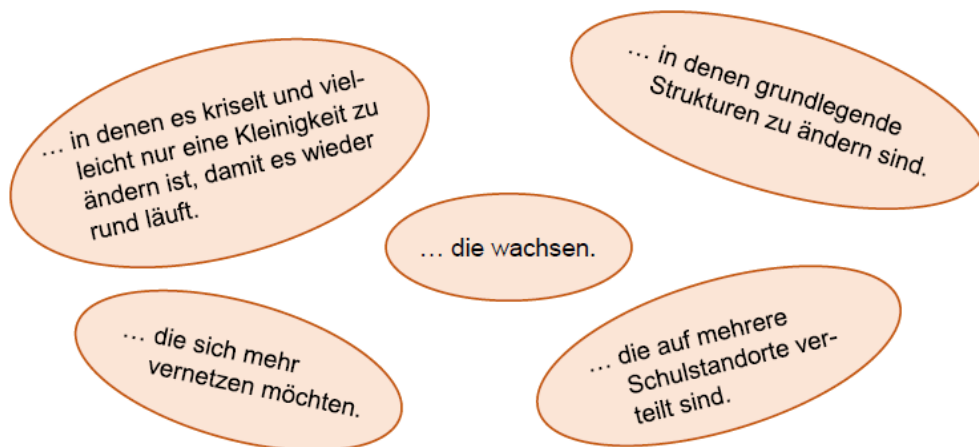 … in denen es kriselt und viel-
leicht nur eine Kleinigkeit zu
ändern ist, damit es wieder
rund läuft.
… in denen grundlegende
Strukturen zu ändern sind.
… die wachsen.
… die sich mehr
vernetzen möchten.
… die auf mehrere
Schulstandorte ver-
teilt sind.